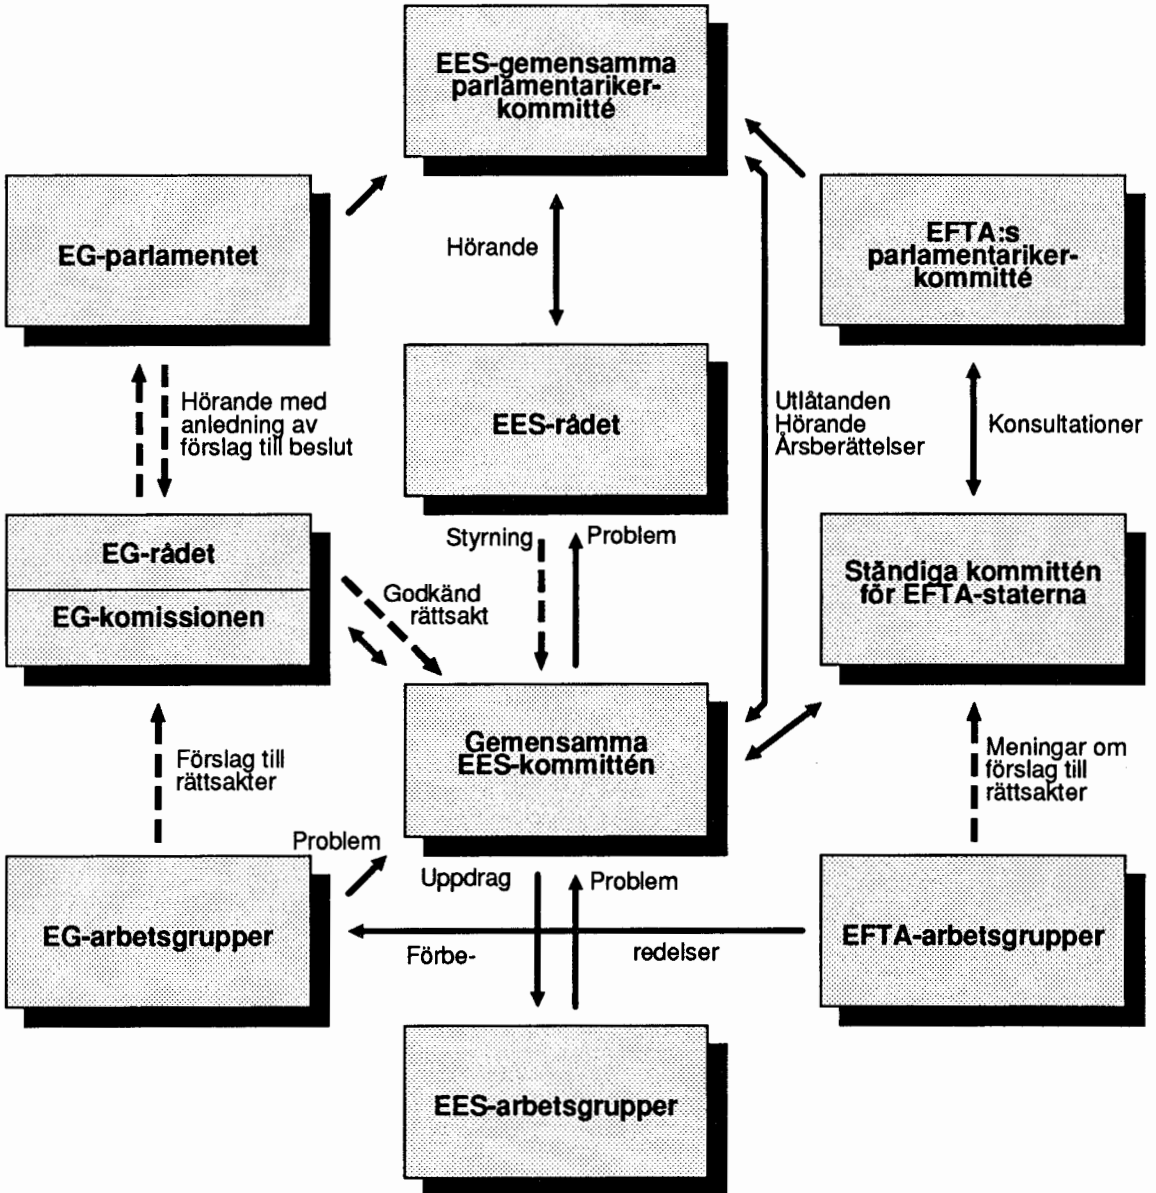 EES-gemensamma
parlamentariker-
kommitté
EG-parlamentet
Hörande
EFTA:s
parlamentariker-
kommitté
Hörande med
anledning av
förslag till beslut
EES-rådet
Utlåtanden
Hörande
Årsberättelser
Konsultationer
EG-rådet
EG-komissionen
Styrning
Problem
Godkänd
rättsakt
Ständiga kommittén
för EFTA-staterna
Förslag till
rättsakter
Gemensamma
EES-kommittén
Meningar om
förslag till
rättsakter
Problem
Uppdrag
Problem
EG-arbetsgrupper
Förbe-
redelser
EFTA-arbetsgrupper
EES-arbetsgrupper